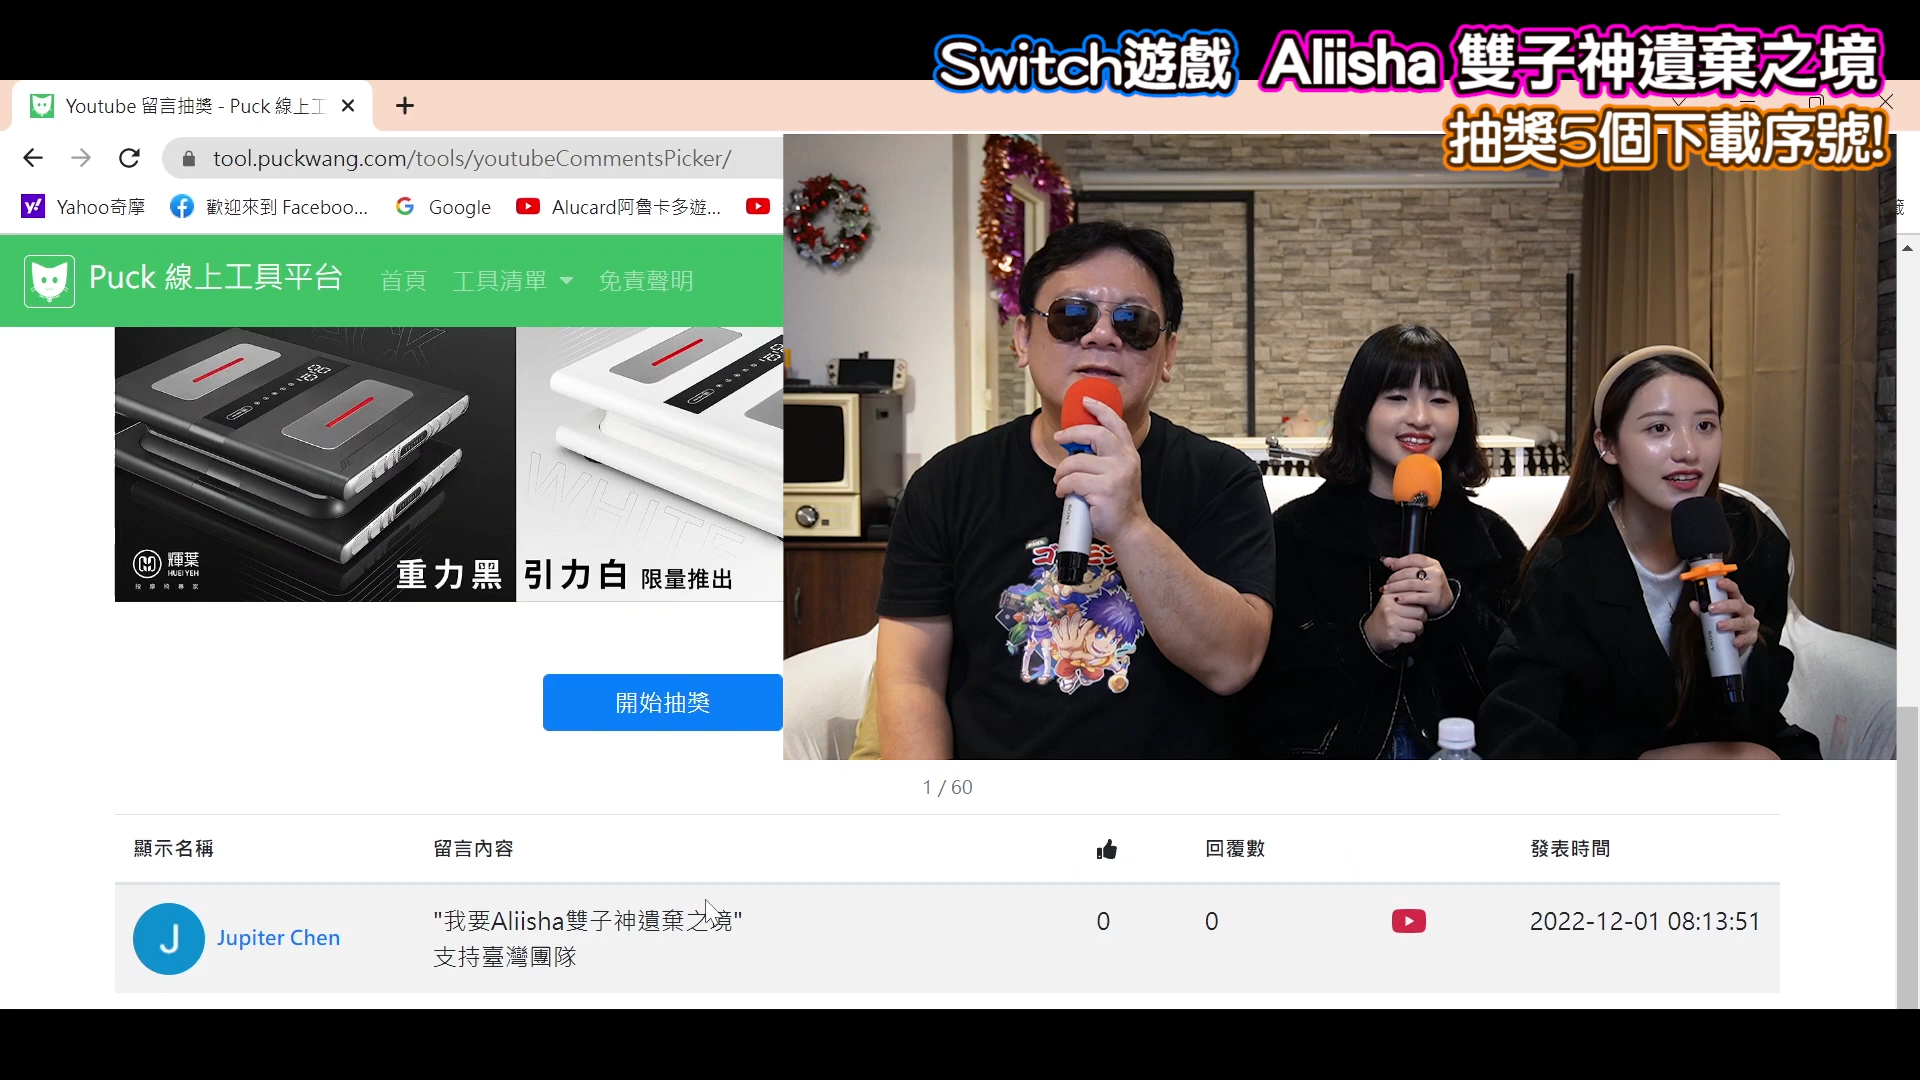 Switch遊戲 Aliisha 雙子神遺棄之境
抽獎5個下載序號!
Youtube 留言抽獎 - Puck 線上工
tool.puckwang.com/tools/youtubeCommentsPicker/
Yahoo奇摩 歡迎來到 Faceboo... Google Alucard阿魯卡多遊...
Puck 線上工具平台 首頁 工具清單 免責聲明
WHITE
輝葉
HUEI YEH
重力黑 引力白 限量推出
開始抽獎
SONY
1 / 60
顯示名稱 留言內容 回覆數 發表時間
J Jupiter Chen "我要Aliisha雙子神遺棄之境" 0 0 2022-12-01 08:13:51
支持臺灣團隊